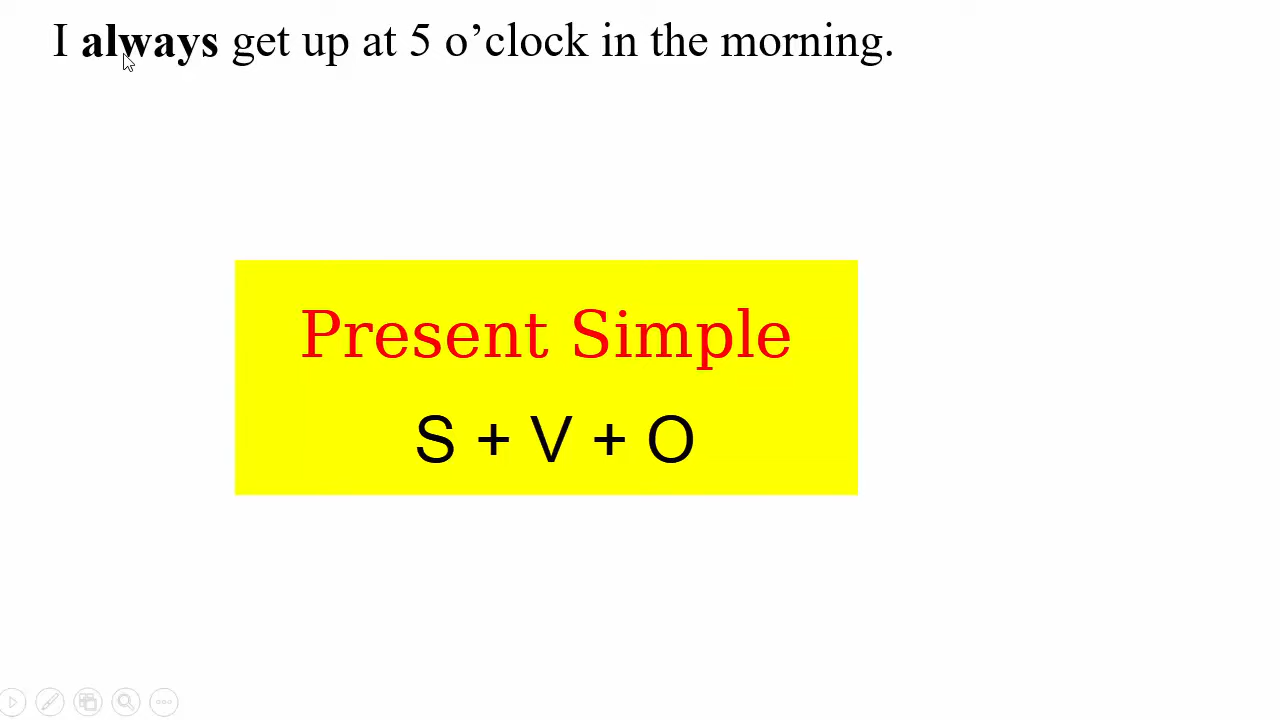 I always get up at 5 o’clock in the morning.
Present Simple
S + V + O